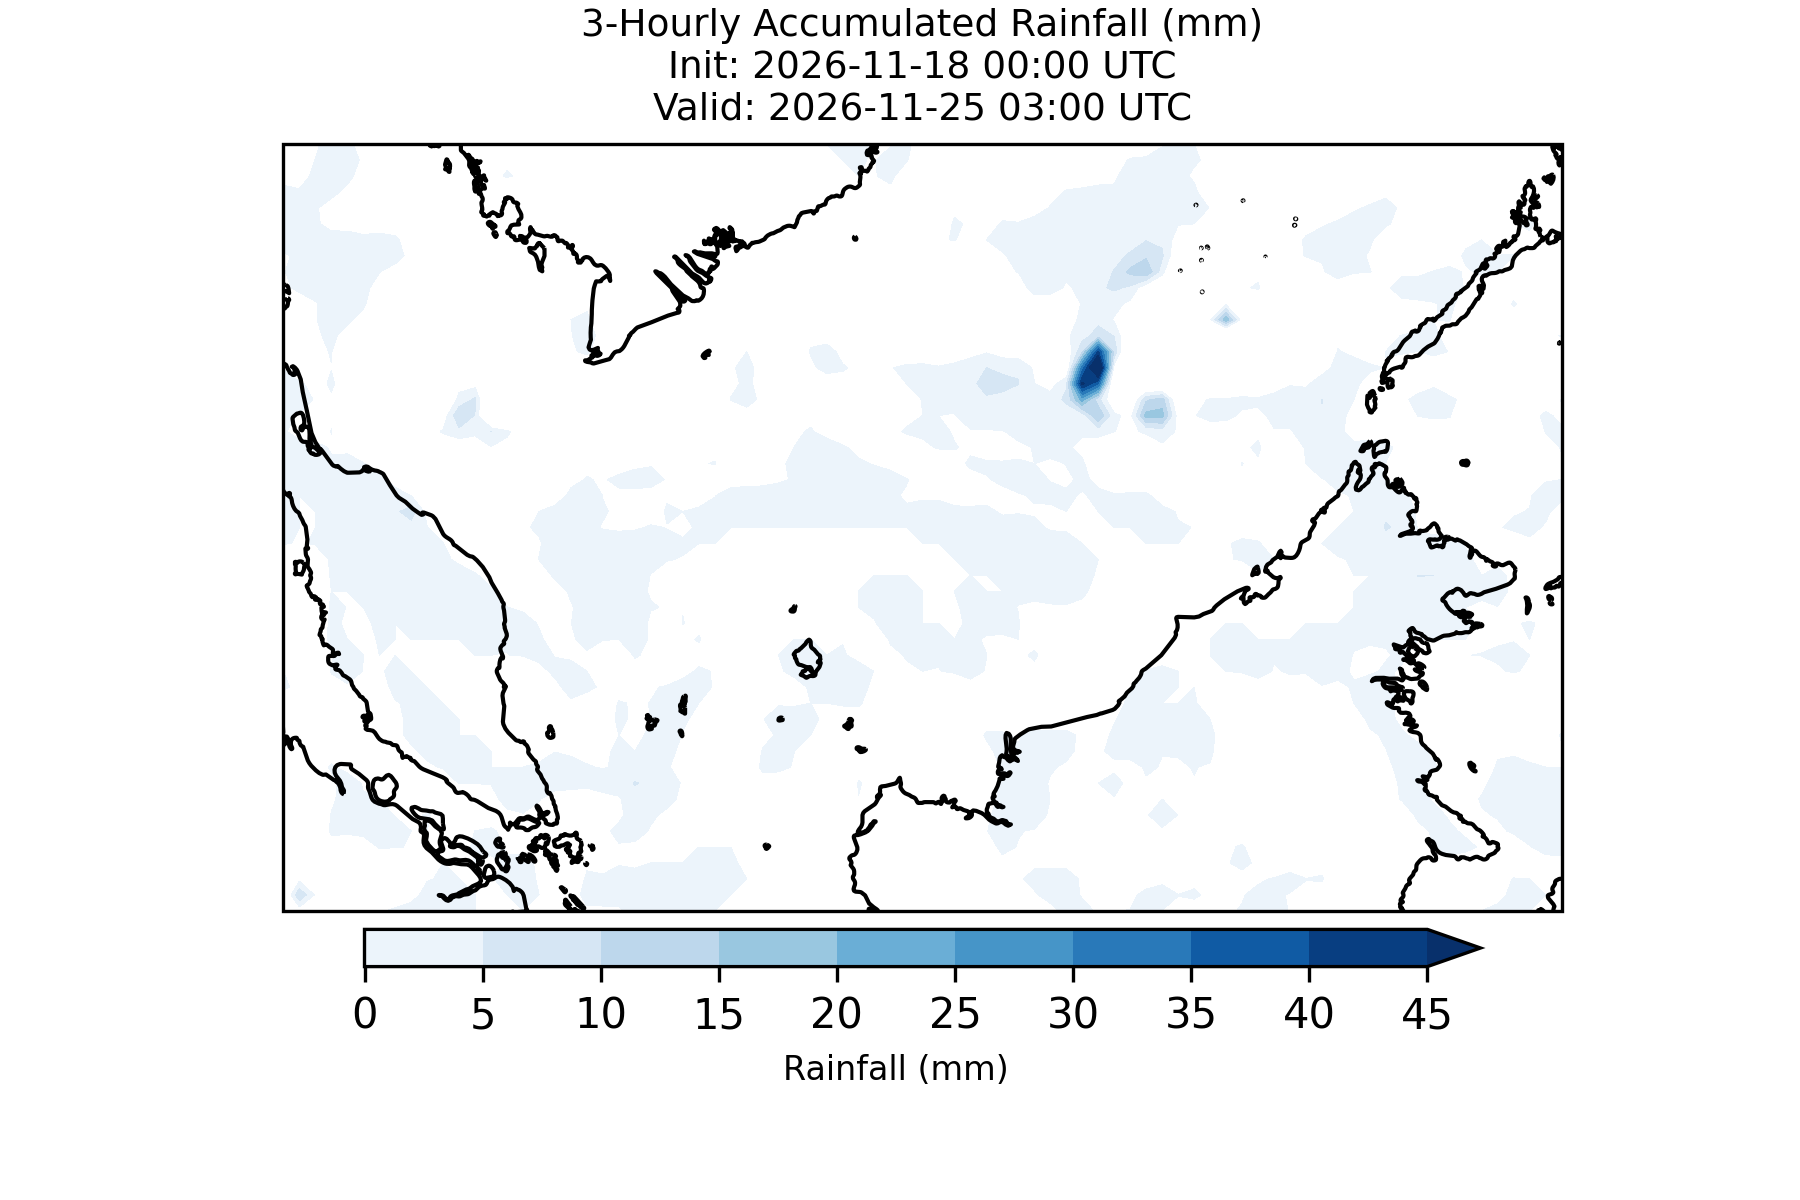 3-Hourly Accumulated Rainfall (mm)
Init: 2026-11-18 00:00 UTC
Valid: 2026-11-25 03:00 UTC
0 5 10 15 20 25 30 35 40 45
Rainfall (mm)